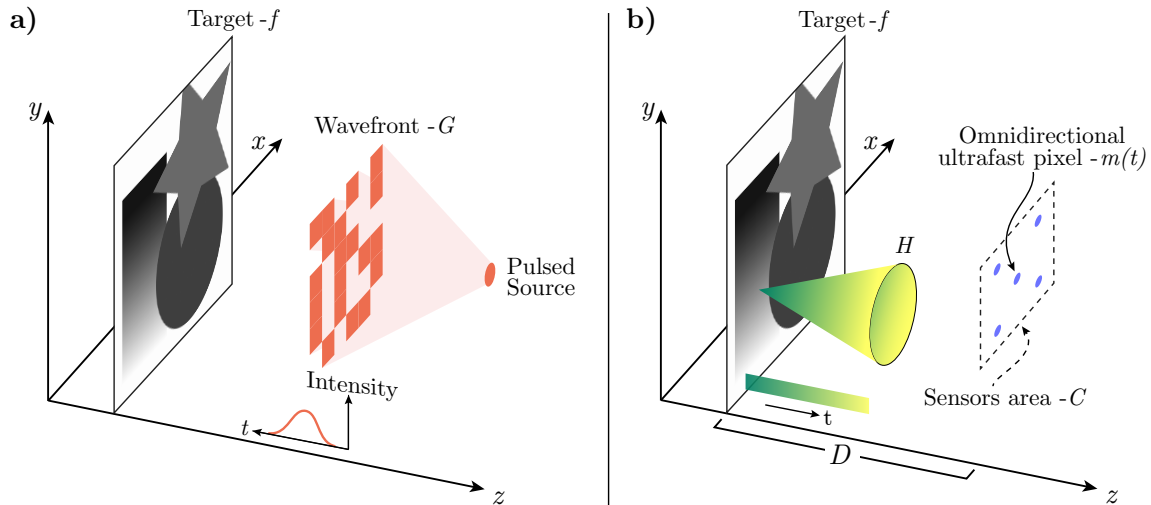 a)
Target -f
y
x
Wavefront -G
Pulsed
Source
Intensity
t
z
b)
Target -f
y
x
Omnidirectional
ultrafast pixel -m(t)
H
Sensors area -C
t
D
z